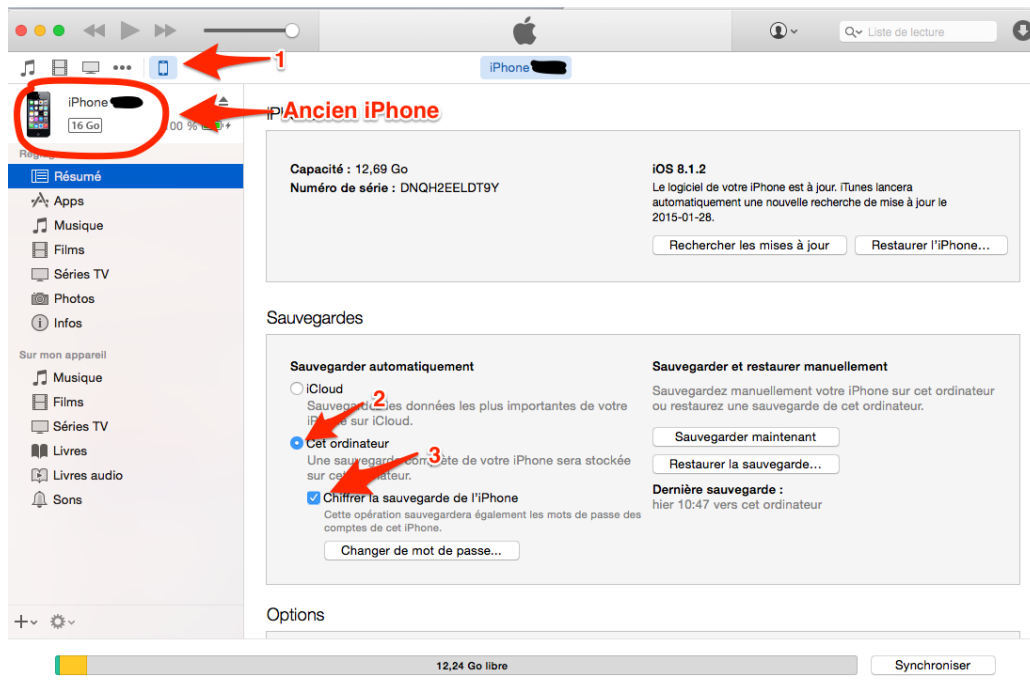 Liste de lecture
1
iPhone
iPhone
16 Go
00 %
Ancien iPhone
Résumé
Apps
Musique
Films
Séries TV
Photos
Infos
Sur mon appareil
Musique
Films
Séries TV
Livres
Livres audio
Sons
Capacité : 12,69 Go
Numéro de série : DNQH2EELDT9Y
iOS 8.1.2
Le logiciel de votre iPhone est à jour. iTunes lancera
automatiquement une nouvelle recherche de mise à jour le
2015-01-28.
Rechercher les mises à jour
Restaurer l'iPhone...
Sauvegardes
Sauvegarder automatiquement
iCloud
2
Sauvegarde les données les plus importantes de votre
iPhone sur iCloud.
Cet ordinateur
3
Une sauvegarde complète de votre iPhone sera stockée
sur cet ordinateur.
Chiffrer la sauvegarde de l'iPhone
Cette opération sauvegardera également les mots de passe des
comptes de cet iPhone.
Changer de mot de passe...
Sauvegarder et restaurer manuellement
Sauvegardez manuellement votre iPhone sur cet ordinateur
ou restaurez une sauvegarde de cet ordinateur.
Sauvegarder maintenant
Restaurer la sauvegarde...
Dernière sauvegarde :
hier 10:47 vers cet ordinateur
Options
12,24 Go libre
Synchroniser